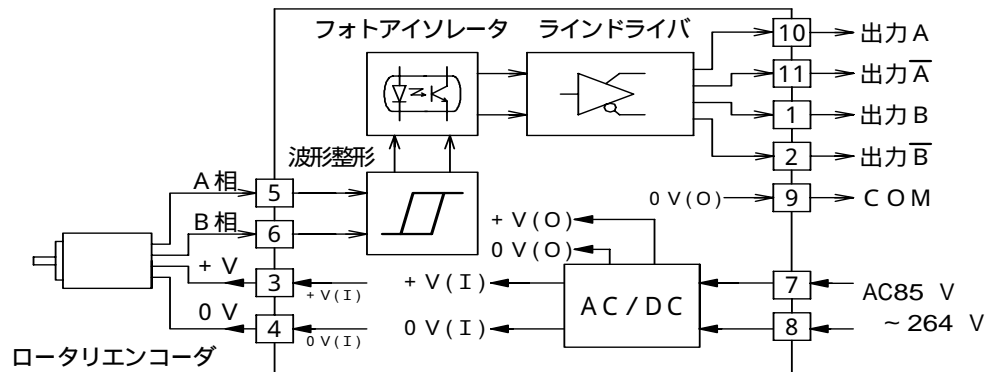 フォトアイソレータ
ラインドライバ
10
出力A
11
出力A̅
1
出力B
2
出力B̅
波形整形
A相
5
B相
6
+V
3
+V(I)
0V
4
0V(I)
+V(O)
0V(O)
+V(I)
0V(I)
AC/DC
0V(O)
9
COM
7
8
AC85 V
~264 V
ロータリエンコーダ